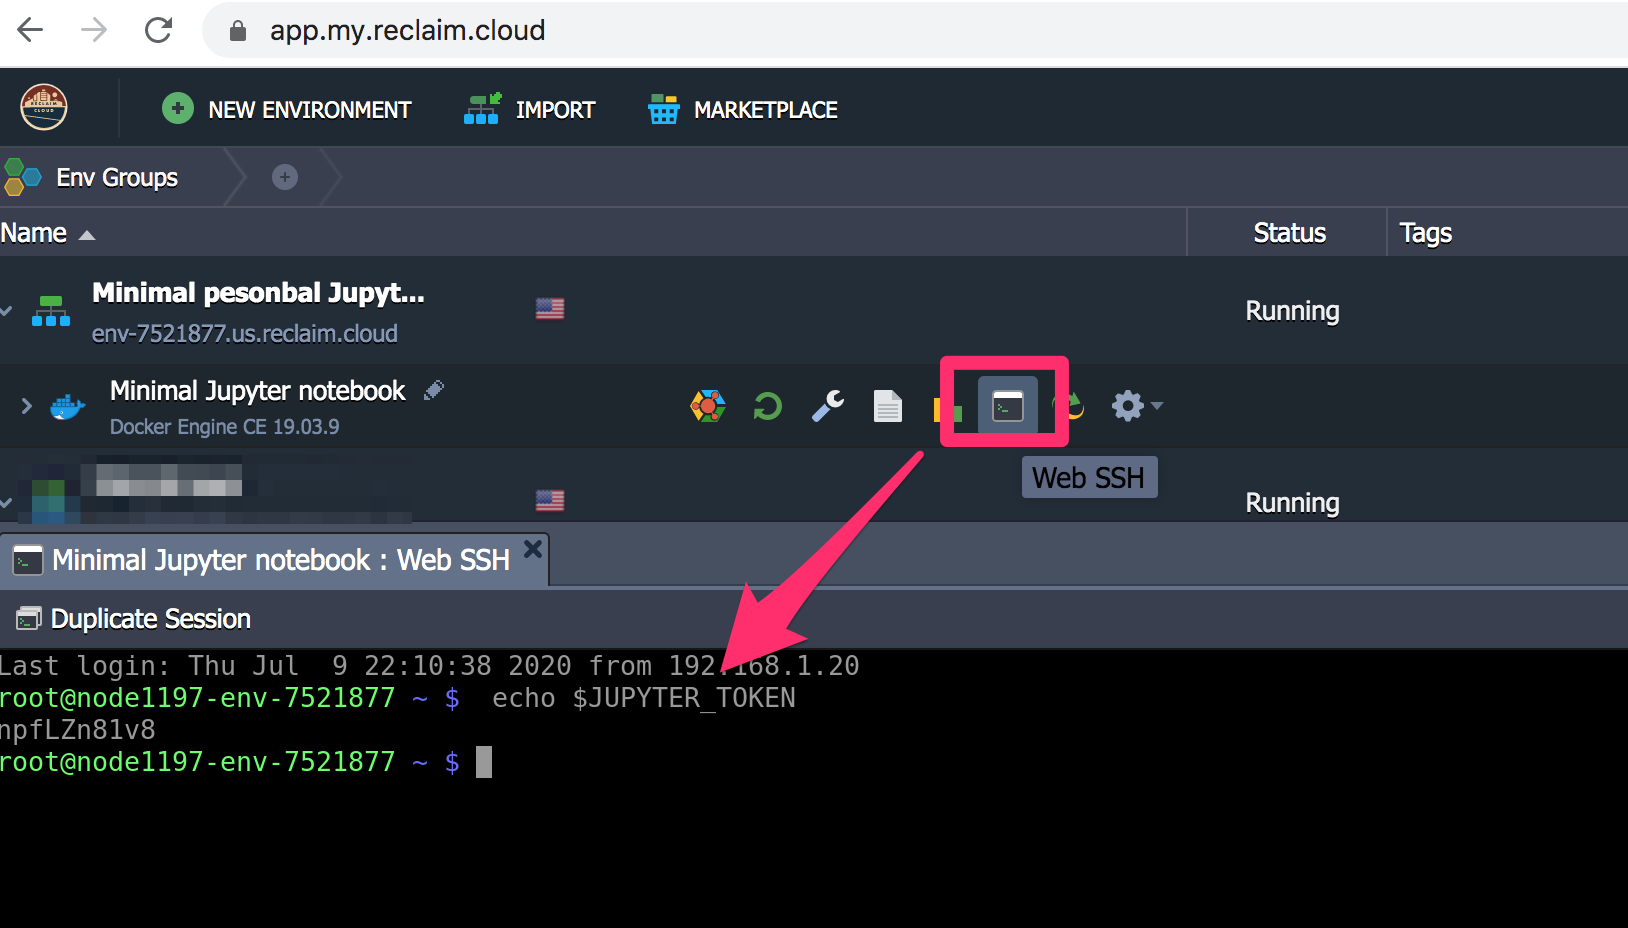 app.my.reclaim.cloud
RECLAIM
CLOUD
NEW ENVIRONMENT
IMPORT
MARKETPLACE
Env Groups
Name
Status
Tags
Minimal pesonbal Jupyt...
env-7521877.us.reclaim.cloud
Running
Minimal Jupyter notebook
Docker Engine CE 19.03.9
Web SSH
Running
Minimal Jupyter notebook : Web SSH
Duplicate Session
Last login: Thu Jul  9 22:10:38 2020 from 192.168.1.20
root@node1197-env-7521877 ~ $  echo $JUPYTER_TOKEN
npfLZn81v8
root@node1197-env-7521877 ~ $